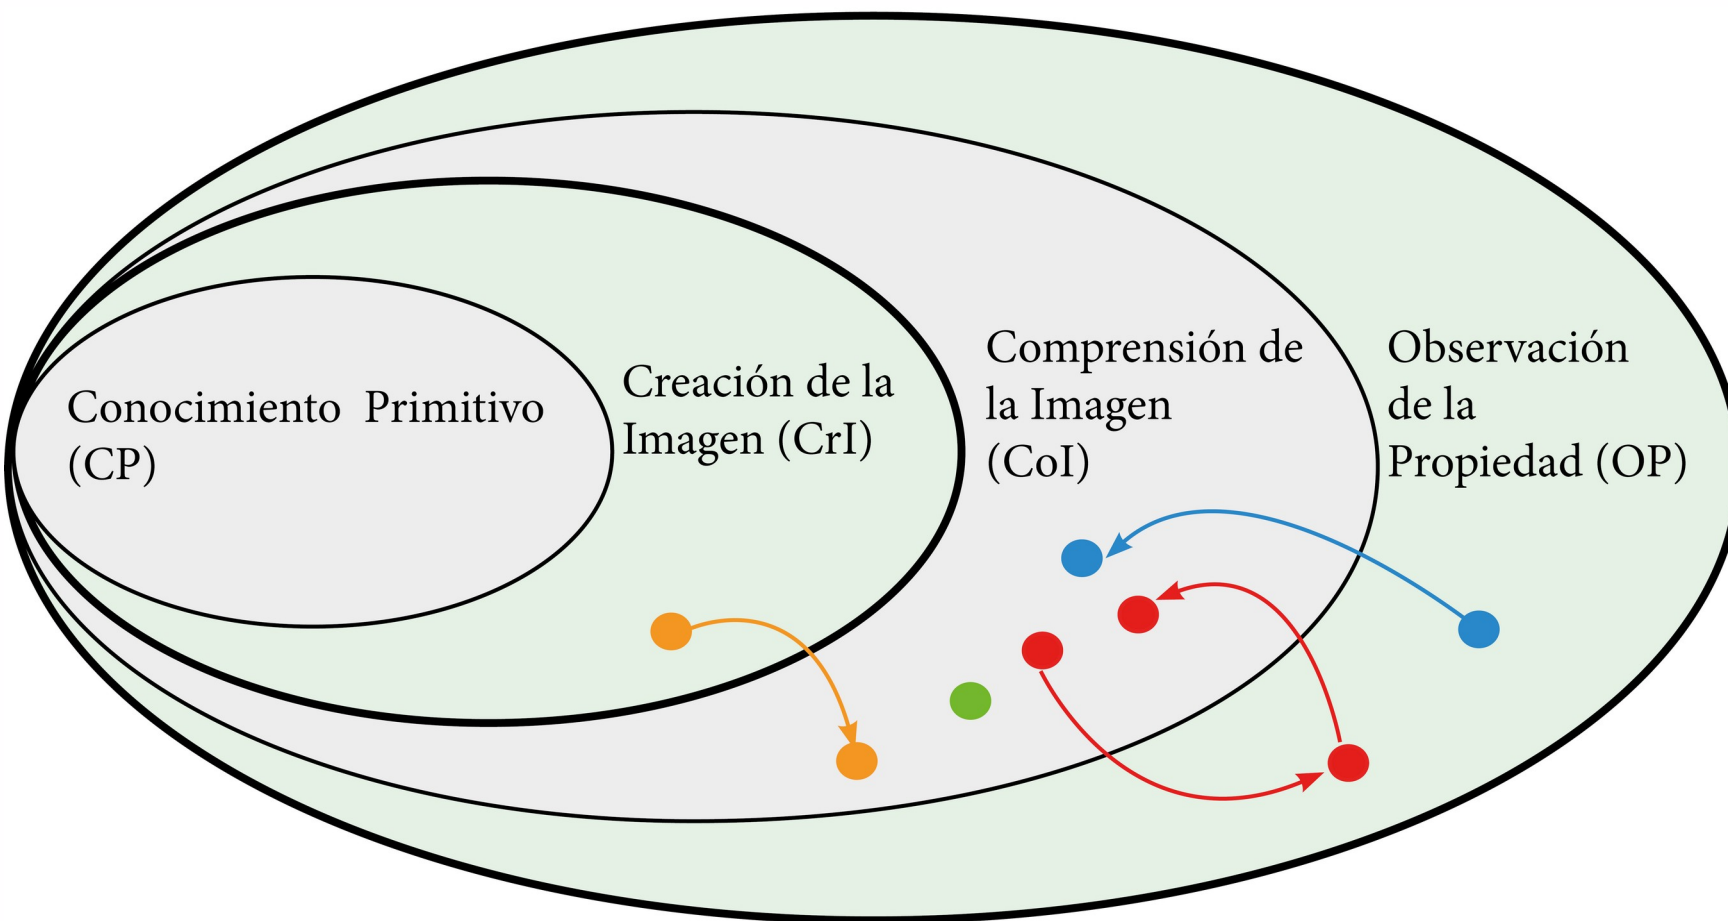 Conocimiento Primitivo
(CP)
Creación de la
Imagen (CrI)
Comprensión de
la Imagen
(CoI)
Observación
de la
Propiedad (OP)